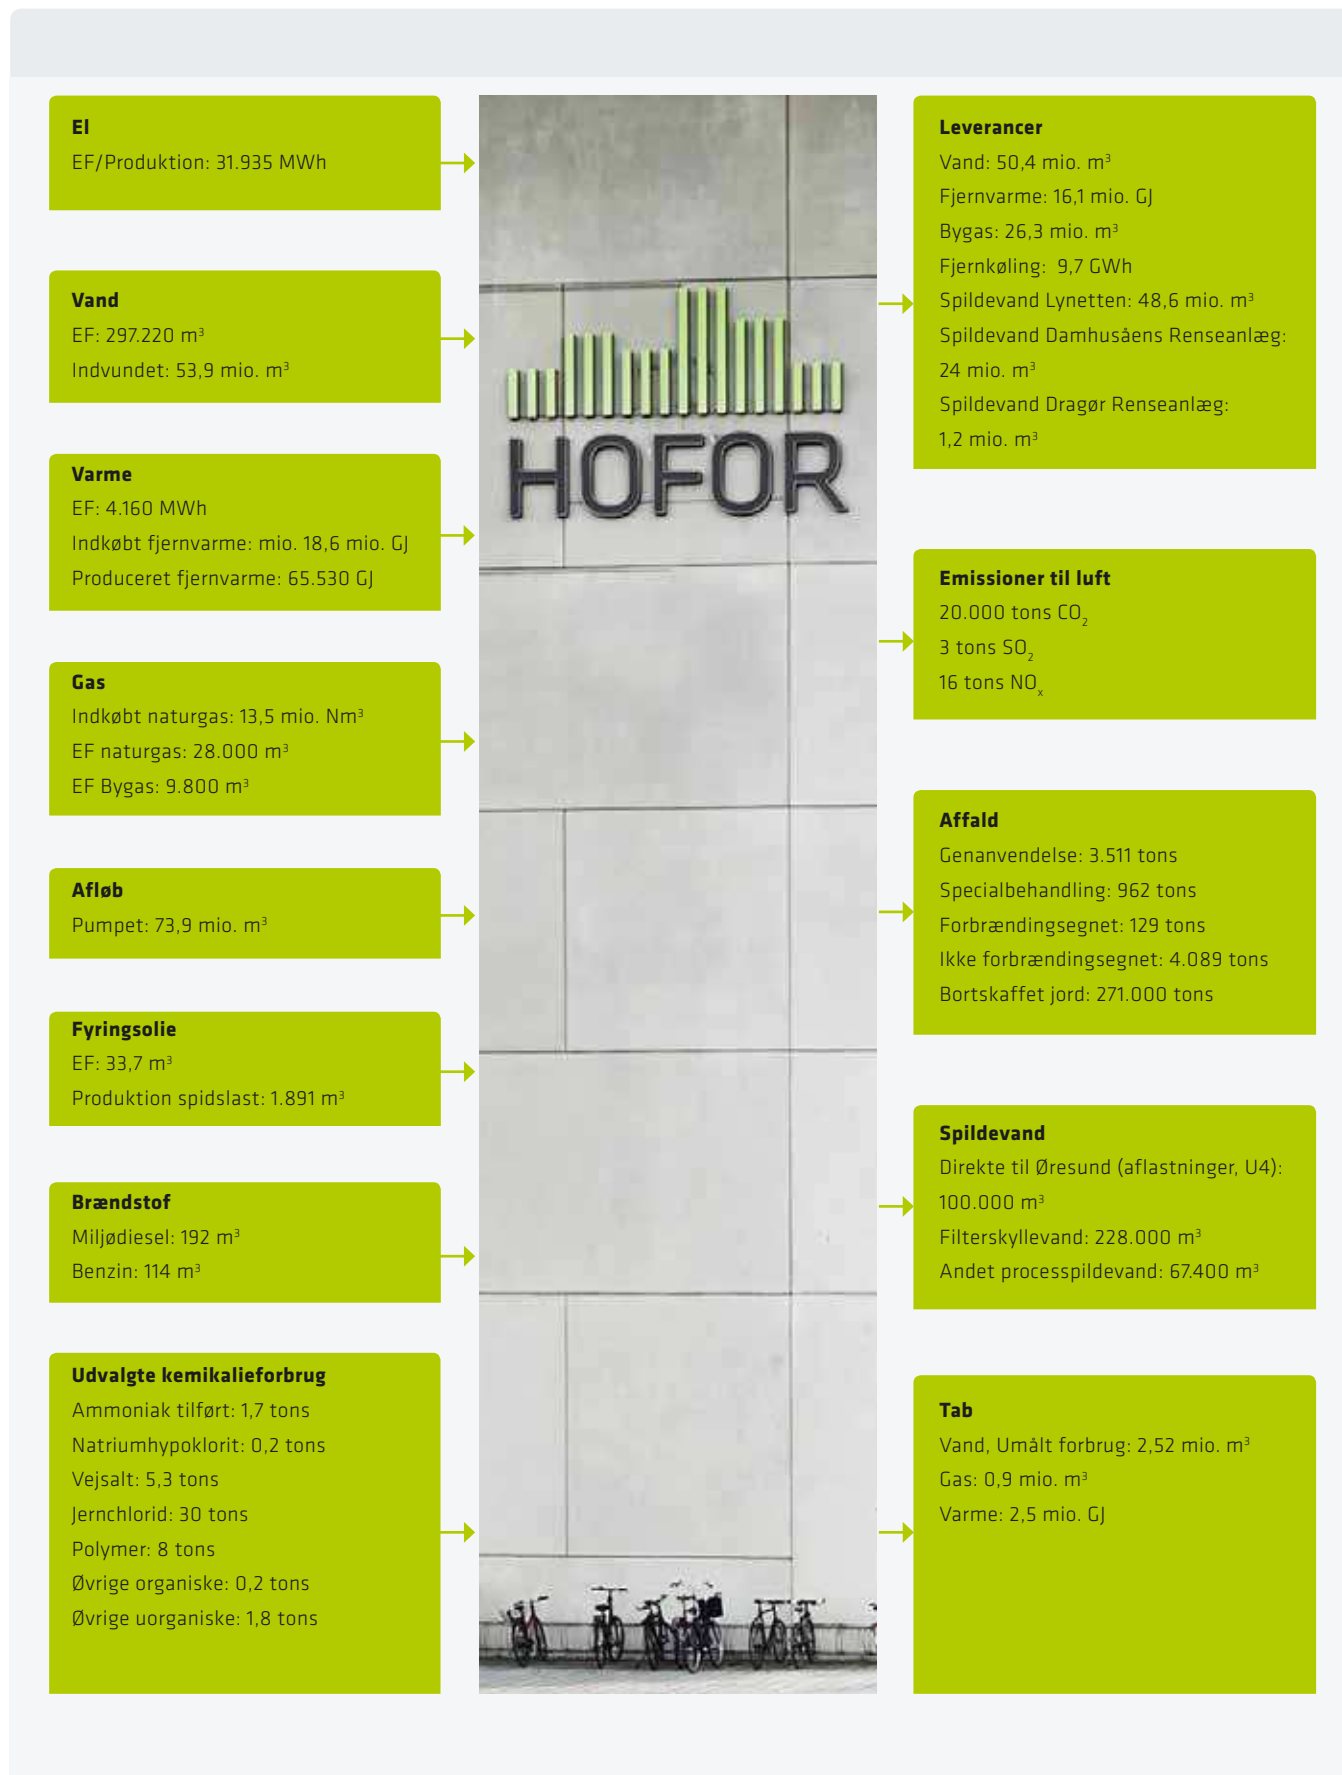 El
EF/Produktion: 31.935 MWh
Vand
EF: 297.220 m³
Indvundet: 53,9 mio. m³
Varme
EF: 4.160 MWh
Indkøbt fjernvarme: mio. 18,6 mio. GJ
Produceret fjernvarme: 65.530 GJ
Gas
Indkøbt naturgas: 13,5 mio. Nm³
EF naturgas: 28.000 m³
EF Bygas: 9.800 m³
Afløb
Pumpet: 73,9 mio. m³
Fyringsolie
EF: 33,7 m³
Produktion spidslast: 1.891 m³
Brændstof
Miljødiesel: 192 m³
Benzin: 114 m³
Udvalgte kemikalieforbrug
Ammoniak tilført: 1,7 tons
Natriumhypoklorit: 0,2 tons
Vejsalt: 5,3 tons
Jernchlorid: 30 tons
Polymer: 8 tons
Øvrige organiske: 0,2 tons
Øvrige uorganiske: 1,8 tons
HOFOR
Leverancer
Vand: 50,4 mio. m³
Fjernvarme: 16,1 mio. GJ
Bygas: 26,3 mio. m³
Fjernkøling: 9,7 GWh
Spildevand Lynetten: 48,6 mio. m³
Spildevand Damhusåens Renseanlæg:
24 mio. m³
Spildevand Dragør Renseanlæg:
1,2 mio. m³
Emissioner til luft
20.000 tons CO₂
3 tons SO₂
16 tons NOₓ
Affald
Genanvendelse: 3.511 tons
Specialbehandling: 962 tons
Forbrændingsegnet: 129 tons
Ikke forbrændingsegnet: 4.089 tons
Bortskaffet jord: 271.000 tons
Spildevand
Direkte til Øresund (aflastninger, U4):
100.000 m³
Filterskyllevand: 228.000 m³
Andet processpildevand: 67.400 m³
Tab
Vand, Umålt forbrug: 2,52 mio. m³
Gas: 0,9 mio. m³
Varme: 2,5 mio. GJ